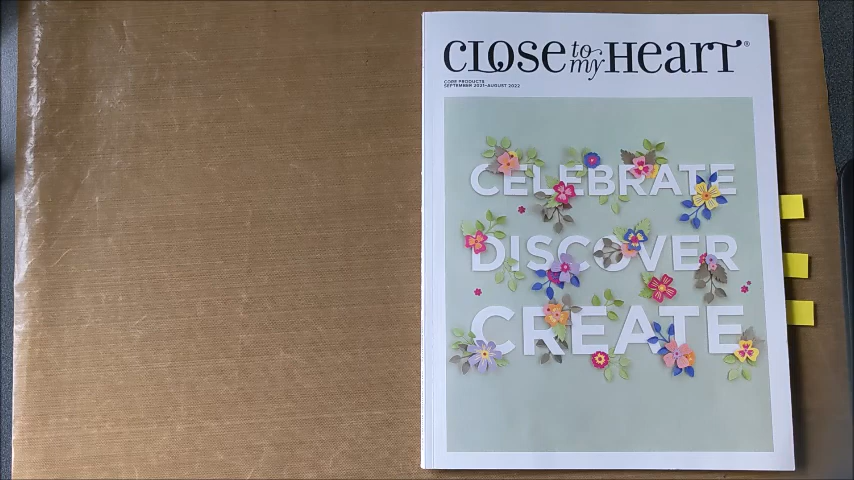 CLOSE to my HEART®
CORE PRODUCTS
SEPTEMBER 2021–AUGUST 2022
CELEBRATE
DISCOVER
CREATE